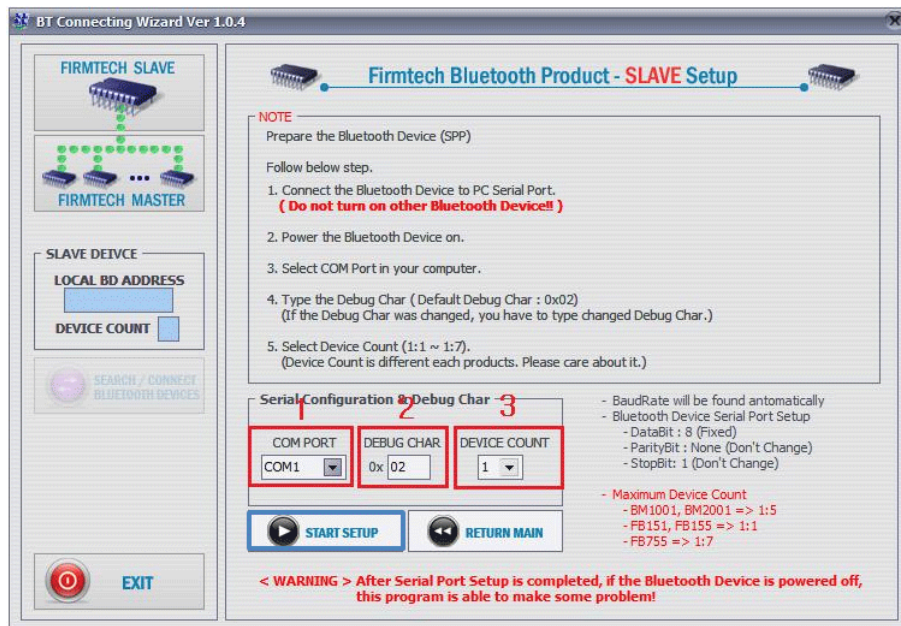 BT Connecting Wizard Ver 1.0.4
FIRMTECH SLAVE
FIRMTECH MASTER
SLAVE DEIVCE
LOCAL BD ADDRESS
DEVICE COUNT
SEARCH / CONNECT
BLUETOOTH DEVICES
EXIT
Firmtech Bluetooth Product - SLAVE Setup
NOTE
Prepare the Bluetooth Device (SPP)
Follow below step.
1. Connect the Bluetooth Device to PC Serial Port.
( Do not turn on other Bluetooth Device!! )
2. Power the Bluetooth Device on.
3. Select COM Port in your computer.
4. Type the Debug Char ( Default Debug Char : 0x02)
(If the Debug Char was changed, you have to type changed Debug Char.)
5. Select Device Count (1:1 ~ 1:7).
(Device Count is different each products. Please care about it.)
Serial Configuration & Debug Char
1 2 3
COM PORT DEBUG CHAR DEVICE COUNT
COM1 0x 02 1
START SETUP RETURN MAIN
- BaudRate will be found antomatically
- Bluetooth Device Serial Port Setup
- DataBit : 8 (Fixed)
- ParityBit : None (Don't Change)
- StopBit: 1 (Don't Change)
- Maximum Device Count
- BM1001, BM2001 => 1:5
- FB151, FB155 => 1:1
- FB755 => 1:7
< WARNING > After Serial Port Setup is completed, if the Bluetooth Device is powered off,
this program is able to make some problem!